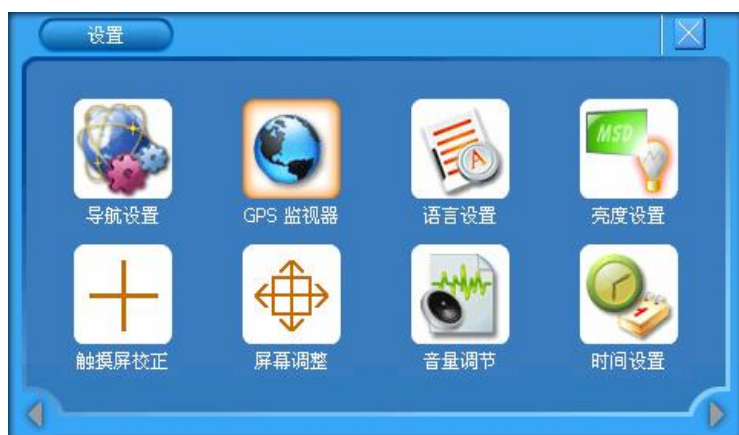 设置
MSD
A
导航设置
GPS 监视器
语言设置
亮度设置
1
触摸屏校正
屏幕调整
音量调节
时间设置